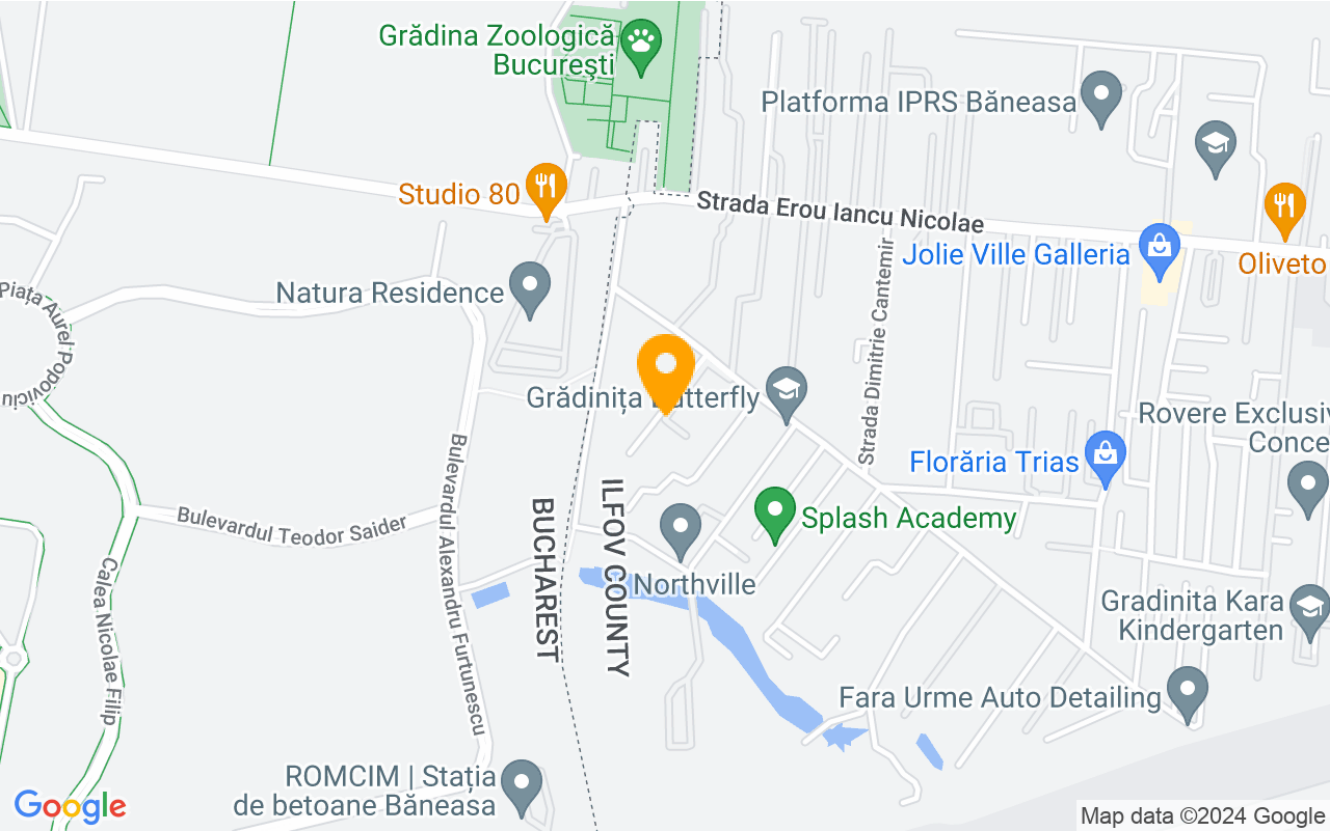 Grădina Zoologică
București
Platforma IPRS Băneasa
Studio 80
Strada Erou Iancu Nicolae
Jolie Ville Galleria
Oliveto
Natura Residence
Piața Aurel Popoviciu
Strada Dimitrie Cantemir
Grădinița Butterfly
Rovere Exclusiv
Conce
Florăria Trias
Bulevardul Teodor Saider
Bulevardul Alexandru Furtunescu
BUCHAREST
ILFOV COUNTY
Splash Academy
Northville
Calea Nicolae Filip
Gradinita Kara
Kindergarten
Fara Urme Auto Detailing
ROMCIM | Stația
de betoane Băneasa
Google
Map data ©2024 Google